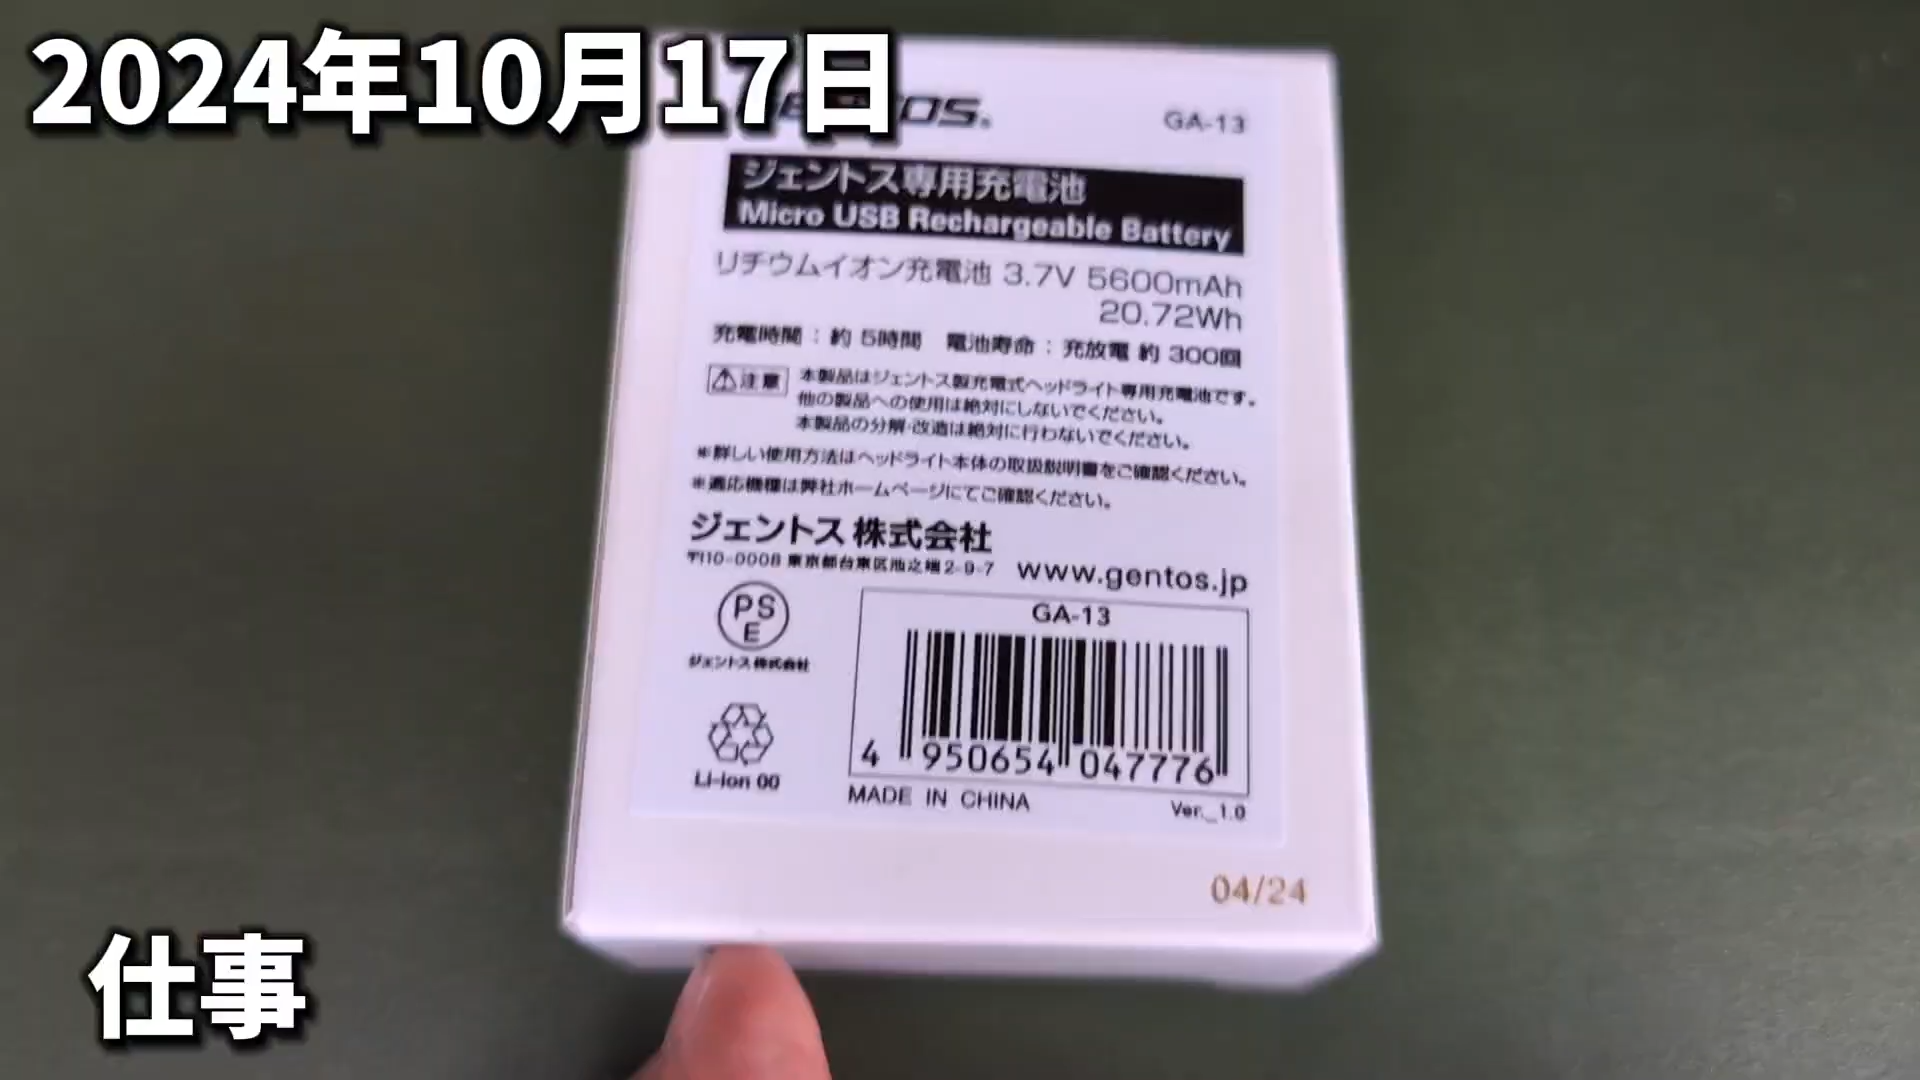 2024年10月17日
GA-13
ジェントス専用充電池
Micro USB Rechargeable Battery
リチウムイオン充電池 3.7V 5600mAh
20.72Wh
充電時間：約 5時間 電池寿命：充放電 約 300回
注意 本製品はジェントス製充電式ヘッドライト専用充電池です。
他の製品への使用は絶対にしないでください。
本製品の分解・改造は絶対に行わないでください。
※詳しい使用方法はヘッドライト本体の取扱説明書をご確認ください。
※適応機種は弊社ホームページにてご確認ください。
ジェントス 株式会社
〒110-0008 東京都台東区池之端2-9-7 www.gentos.jp
PS
E
ジェントス株式会社
GA-13
4 950654 047776
Li-ion 00
MADE IN CHINA Ver._1.0
04/24
仕事